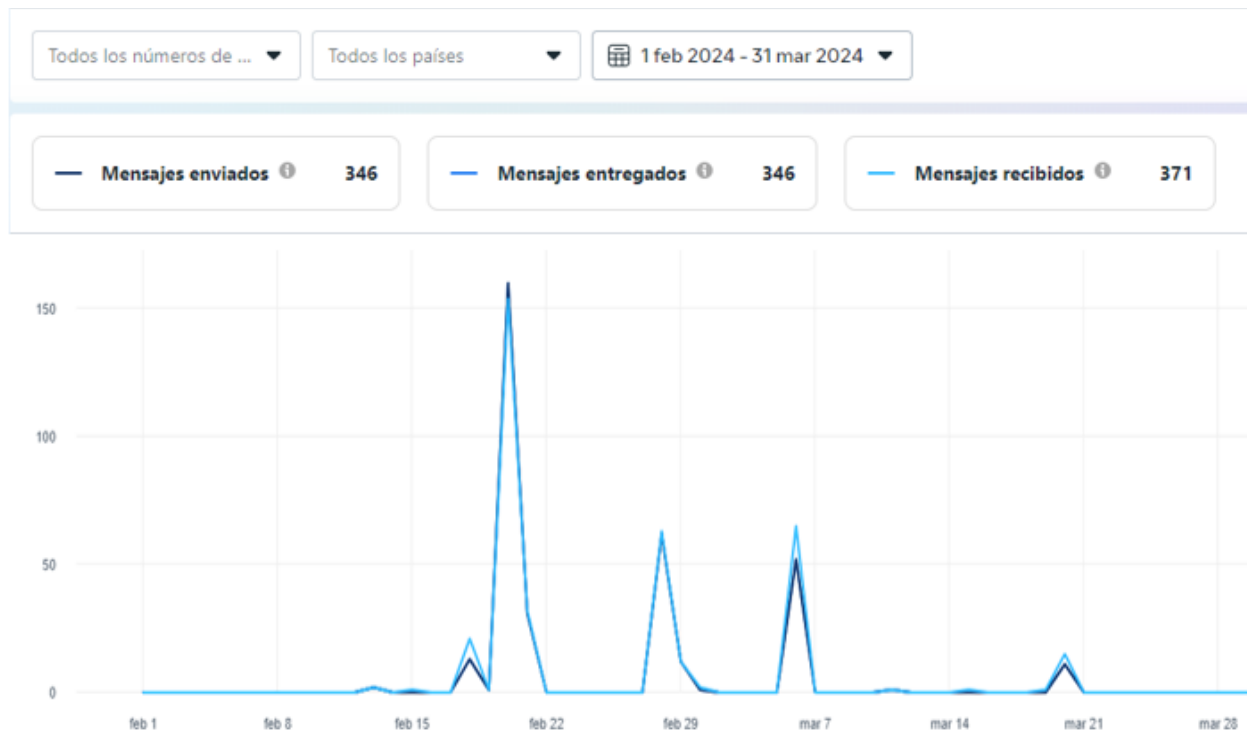 Todos los números de ... Todos los países 1 feb 2024 - 31 mar 2024
Mensajes enviados 346 Mensajes entregados 346 Mensajes recibidos 371
150
100
50
0
feb 1 feb 8 feb 15 feb 22 feb 29 mar 7 mar 14 mar 21 mar 28